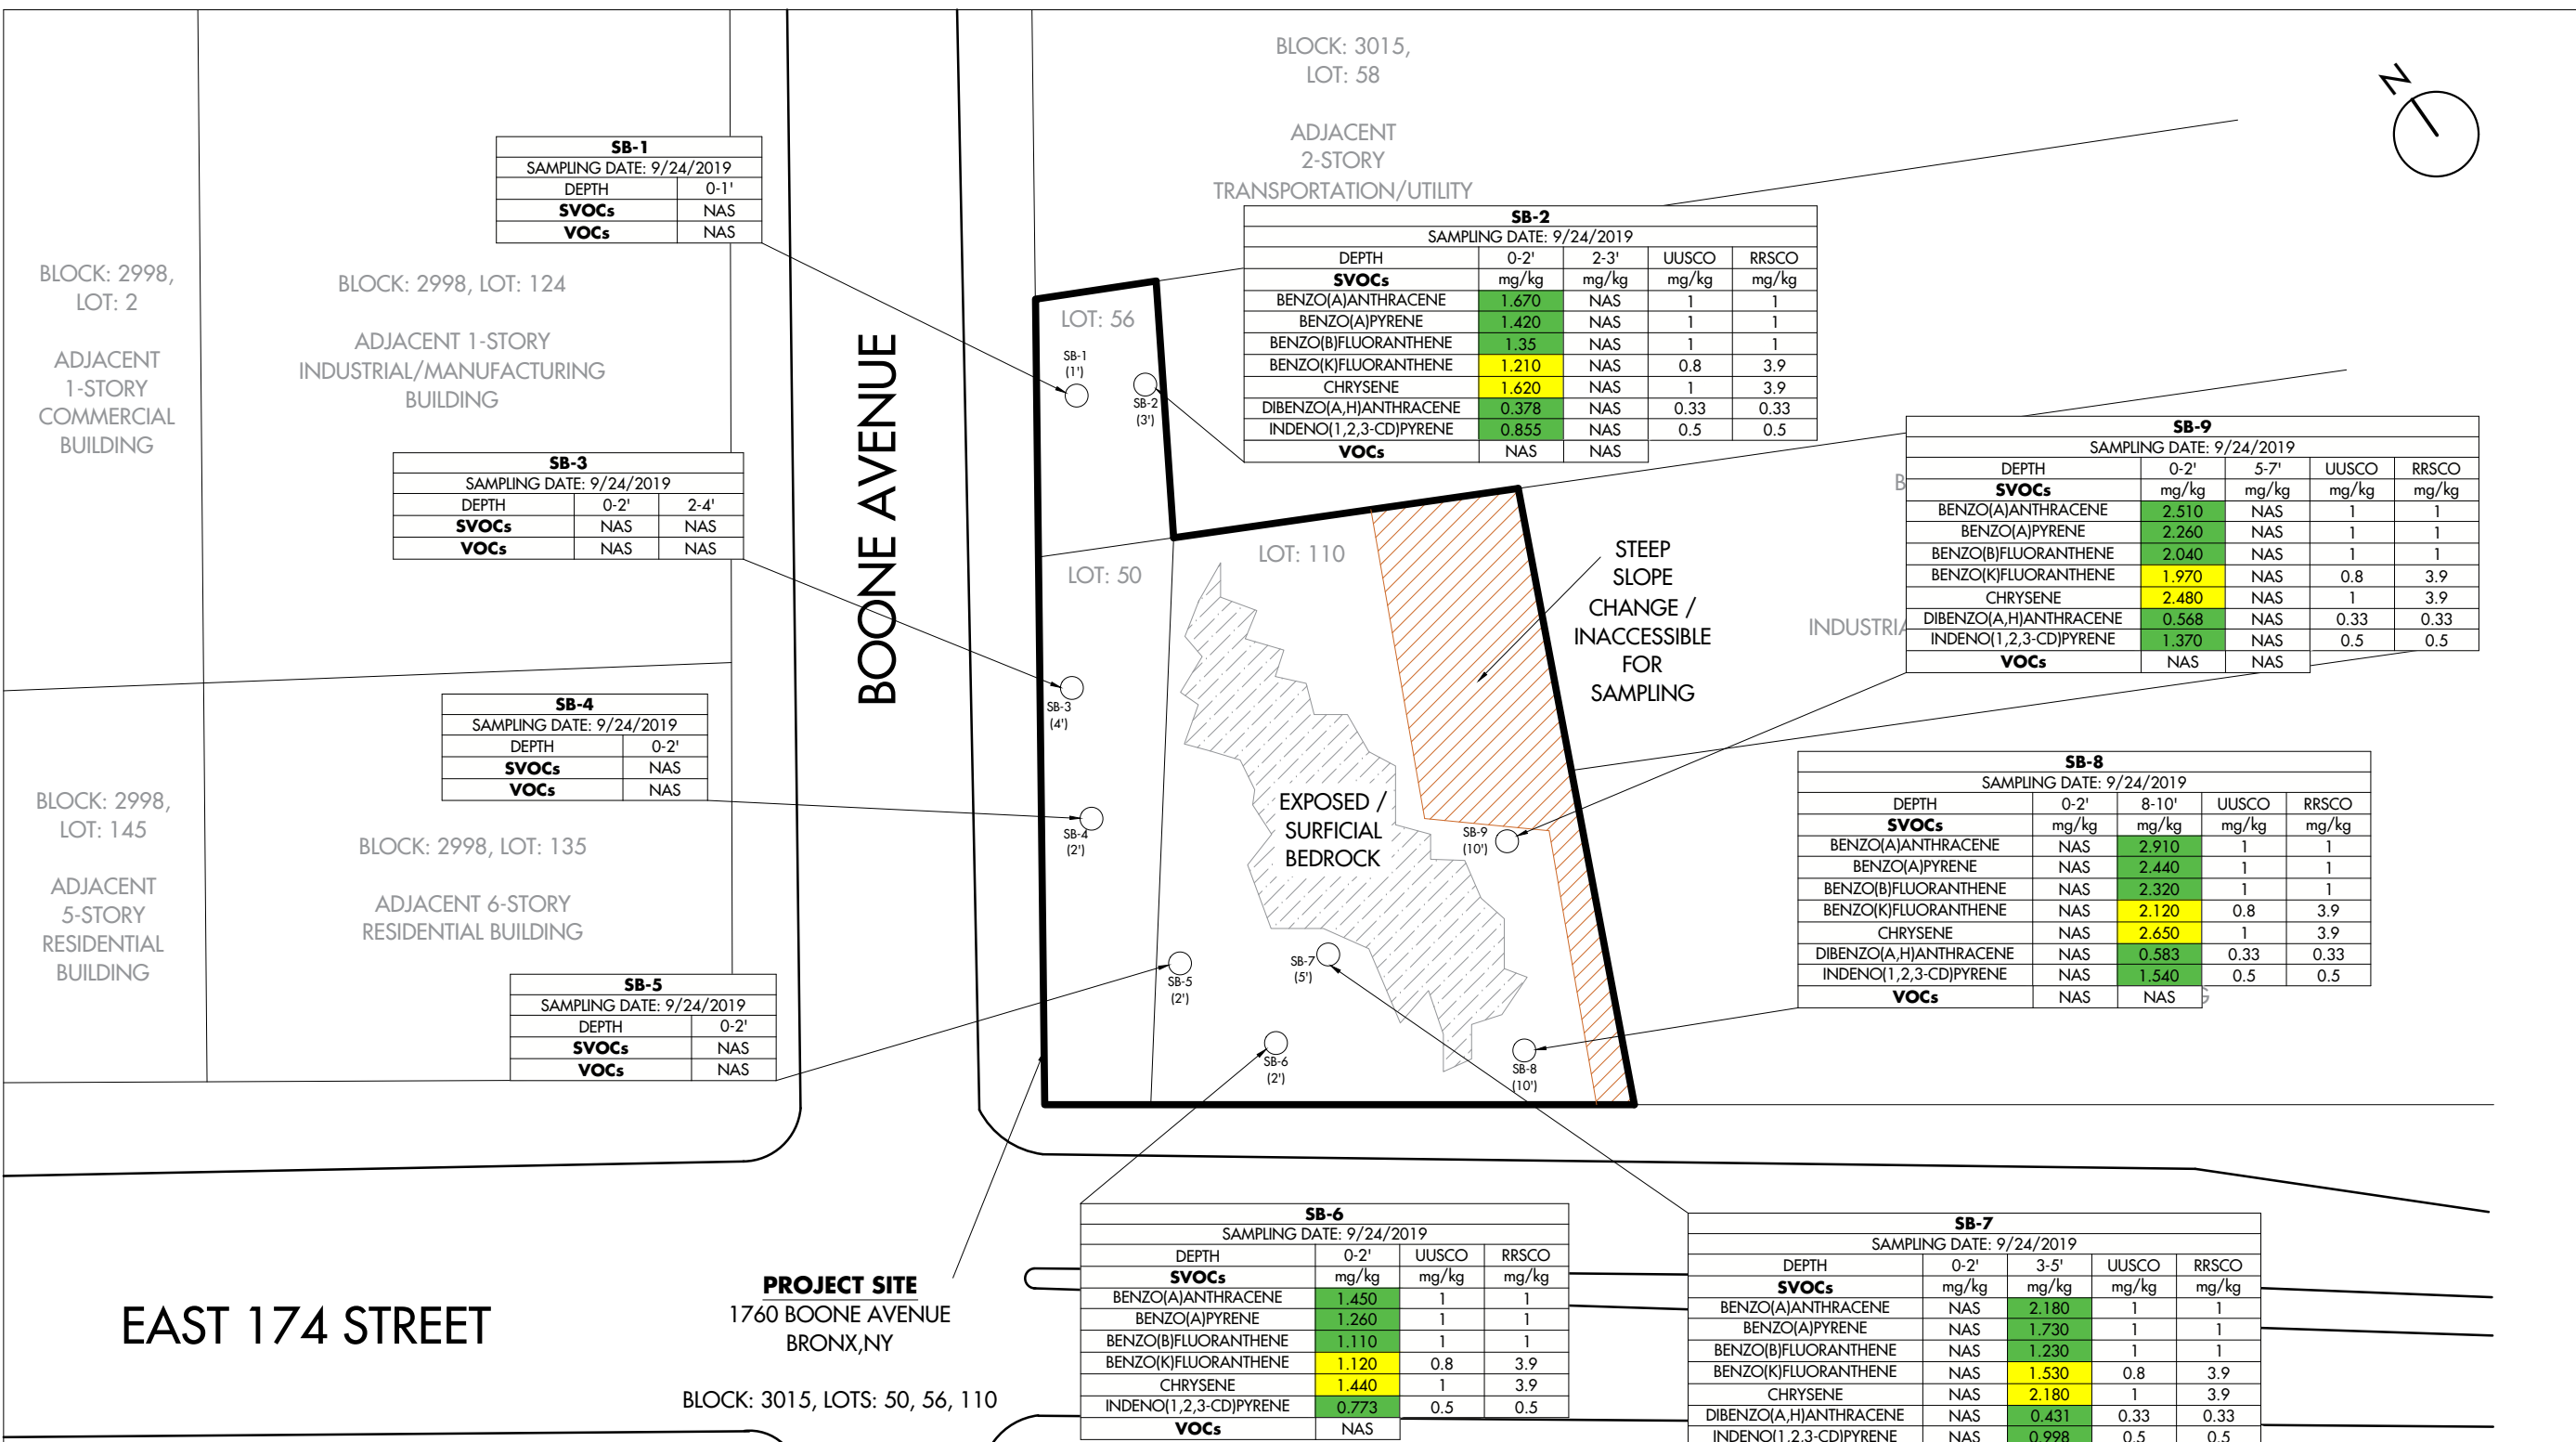 BLOCK: 3015,
LOT: 58
ADJACENT
2-STORY
TRANSPORTATION/UTILITY
N
SB-1
SAMPLING DATE: 9/24/2019
DEPTH 0-1'
SVOCs NAS
VOCs NAS
SB-2
SAMPLING DATE: 9/24/2019
DEPTH 0-2' 2-3' UUSCO RRSCO
SVOCs mg/kg mg/kg mg/kg mg/kg
BENZO(A)ANTHRACENE 1.670 NAS 1 1
BENZO(A)PYRENE 1.420 NAS 1 1
BENZO(B)FLUORANTHENE 1.35 NAS 1 1
BENZO(K)FLUORANTHENE 1.210 NAS 0.8 3.9
CHRYSENE 1.620 NAS 1 3.9
DIBENZO(A,H)ANTHRACENE 0.378 NAS 0.33 0.33
INDENO(1,2,3-CD)PYRENE 0.855 NAS 0.5 0.5
VOCs NAS NAS
BLOCK: 2998,
LOT: 2
ADJACENT
1-STORY
COMMERCIAL
BUILDING
BLOCK: 2998, LOT: 124
ADJACENT 1-STORY
INDUSTRIAL/MANUFACTURING
BUILDING
BOONE AVENUE
LOT: 56
SB-1
(1')
SB-2
(3')
SB-3
SAMPLING DATE: 9/24/2019
DEPTH 0-2' 2-4'
SVOCs NAS NAS
VOCs NAS NAS
SB-9
SAMPLING DATE: 9/24/2019
DEPTH 0-2' 5-7' UUSCO RRSCO
SVOCs mg/kg mg/kg mg/kg mg/kg
BENZO(A)ANTHRACENE 2.510 NAS 1 1
BENZO(A)PYRENE 2.260 NAS 1 1
BENZO(B)FLUORANTHENE 2.040 NAS 1 1
BENZO(K)FLUORANTHENE 1.970 NAS 0.8 3.9
CHRYSENE 2.480 NAS 1 3.9
DIBENZO(A,H)ANTHRACENE 0.568 NAS 0.33 0.33
INDENO(1,2,3-CD)PYRENE 1.370 NAS 0.5 0.5
VOCs NAS NAS
LOT: 50
LOT: 110
STEEP
SLOPE
CHANGE /
INACCESSIBLE
FOR
SAMPLING
SB-3
(4')
SB-4
SAMPLING DATE: 9/24/2019
DEPTH 0-2'
SVOCs NAS
VOCs NAS
SB-4
(2')
EXPOSED /
SURFICIAL
BEDROCK
SB-9
(10')
SB-8
SAMPLING DATE: 9/24/2019
DEPTH 0-2' 8-10' UUSCO RRSCO
SVOCs mg/kg mg/kg mg/kg mg/kg
BENZO(A)ANTHRACENE NAS 2.910 1 1
BENZO(A)PYRENE NAS 2.440 1 1
BENZO(B)FLUORANTHENE NAS 2.320 1 1
BENZO(K)FLUORANTHENE NAS 2.120 0.8 3.9
CHRYSENE NAS 2.650 1 3.9
DIBENZO(A,H)ANTHRACENE NAS 0.583 0.33 0.33
INDENO(1,2,3-CD)PYRENE NAS 1.540 0.5 0.5
VOCs NAS NAS
BLOCK: 2998,
LOT: 145
ADJACENT
5-STORY
RESIDENTIAL
BUILDING
BLOCK: 2998, LOT: 135
ADJACENT 6-STORY
RESIDENTIAL BUILDING
SB-5
SAMPLING DATE: 9/24/2019
DEPTH 0-2'
SVOCs NAS
VOCs NAS
SB-5
(2')
SB-7
(5')
SB-6
(2')
SB-8
(10')
EAST 174 STREET
PROJECT SITE
1760 BOONE AVENUE
BRONX,NY
BLOCK: 3015, LOTS: 50, 56, 110
SB-6
SAMPLING DATE: 9/24/2019
DEPTH 0-2' UUSCO RRSCO
SVOCs mg/kg mg/kg mg/kg
BENZO(A)ANTHRACENE 1.450 1 1
BENZO(A)PYRENE 1.260 1 1
BENZO(B)FLUORANTHENE 1.110 1 1
BENZO(K)FLUORANTHENE 1.120 0.8 3.9
CHRYSENE 1.440 1 3.9
INDENO(1,2,3-CD)PYRENE 0.773 0.5 0.5
VOCs NAS
SB-7
SAMPLING DATE: 9/24/2019
DEPTH 0-2' 3-5' UUSCO RRSCO
SVOCs mg/kg mg/kg mg/kg mg/kg
BENZO(A)ANTHRACENE NAS 2.180 1 1
BENZO(A)PYRENE NAS 1.730 1 1
BENZO(B)FLUORANTHENE NAS 1.230 1 1
BENZO(K)FLUORANTHENE NAS 1.530 0.8 3.9
CHRYSENE NAS 2.180 1 3.9
DIBENZO(A,H)ANTHRACENE NAS 0.431 0.33 0.33
INDENO(1,2,3-CD)PYRENE NAS 0.998 0.5 0.5